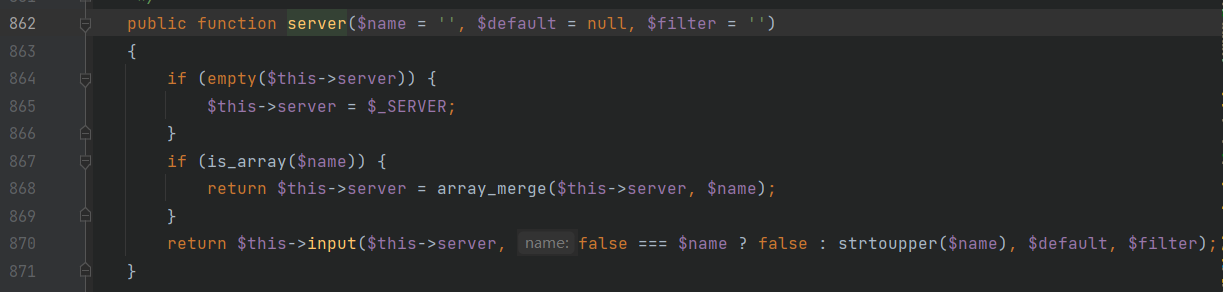 862 public function server($name = '', $default = null, $filter = '')
863 {
864 if (empty($this->server)) {
865 $this->server = $_SERVER;
866 }
867 if (is_array($name)) {
868 return $this->server = array_merge($this->server, $name);
869 }
870 return $this->input($this->server, name: false === $name ? false : strtoupper($name), $default, $filter);
871 }